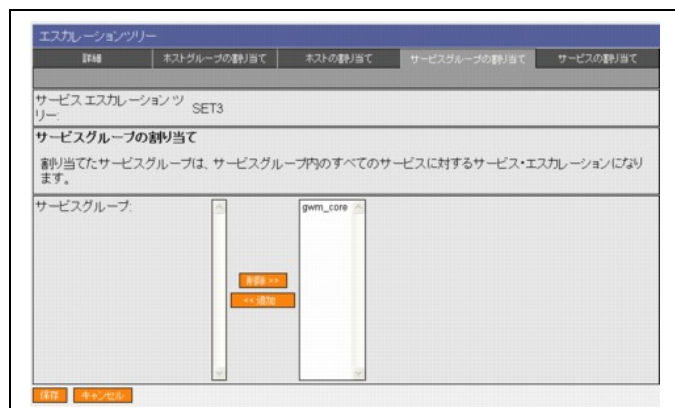 エスカレーションツリー
詳細
ホストグループの割り当て
ホストの割り当て
サービスグループの割り当て
サービスの割り当て
サービス エスカレーション ツ
リー:
SET3
サービスグループの割り当て
割り当てたサービスグループは、サービスグループ内のすべてのサービスに対するサービス・エスカレーションになり
ます。
サービスグループ:
gwm_core
削除 >>
<< 追加
保存
キャンセル